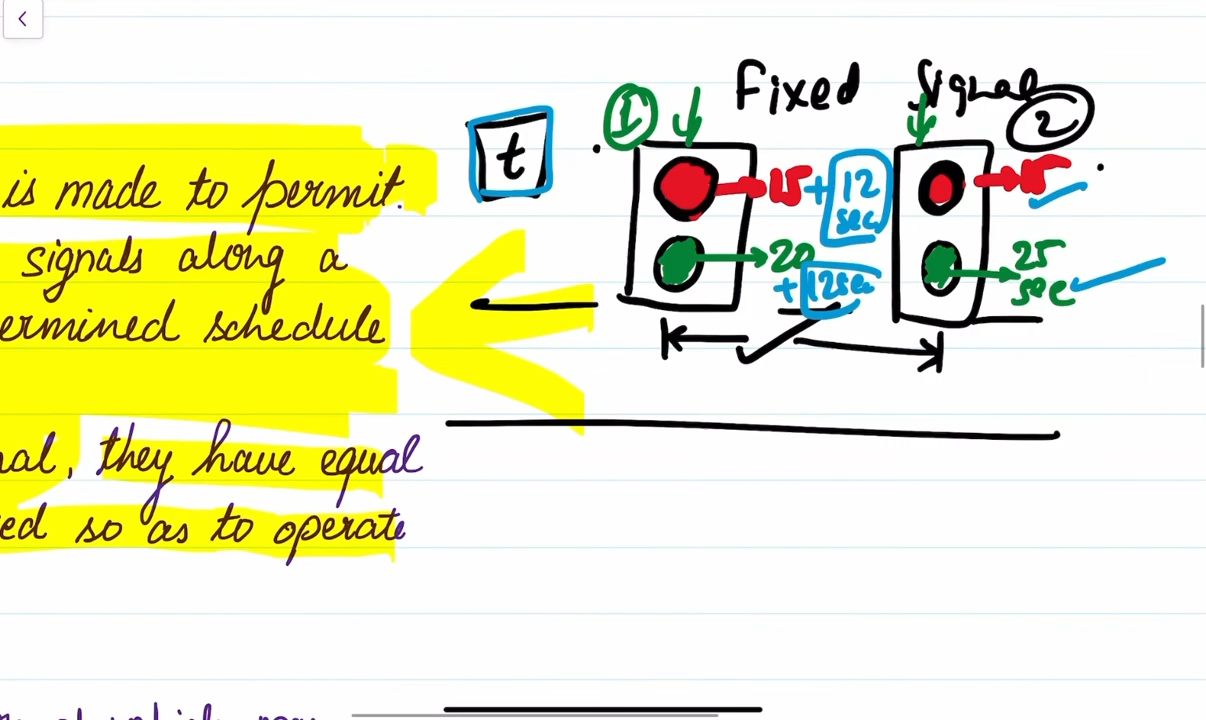 is made to permit.
signals along a
ermined schedule
nal, they have equal
ed so as to operate
t
1 Fixed Signal 2
15 + 12 sec
20 + 12 sec
15
25 sec